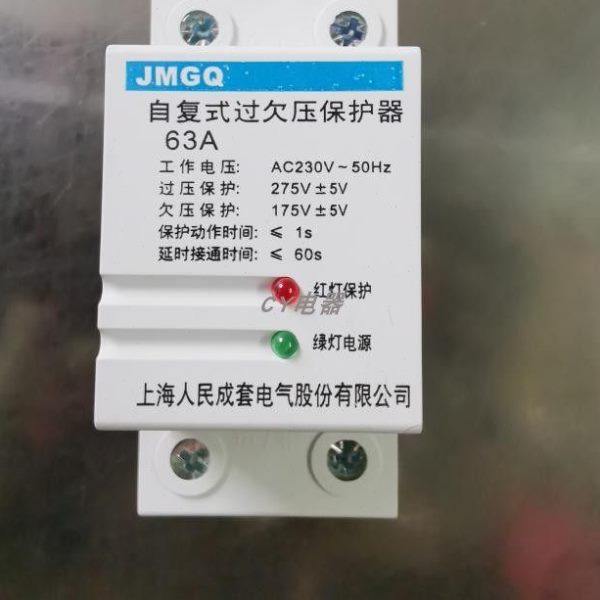 JMGQ
自复式过欠压保护器
63A
工作电压: AC230V~50Hz
过压保护: 275V±5V
欠压保护: 175V±5V
保护动作时间: ≤ 1s
延时接通时间: ≤ 60s
红灯保护
CY电器
绿灯电源
上海人民成套电气股份有限公司